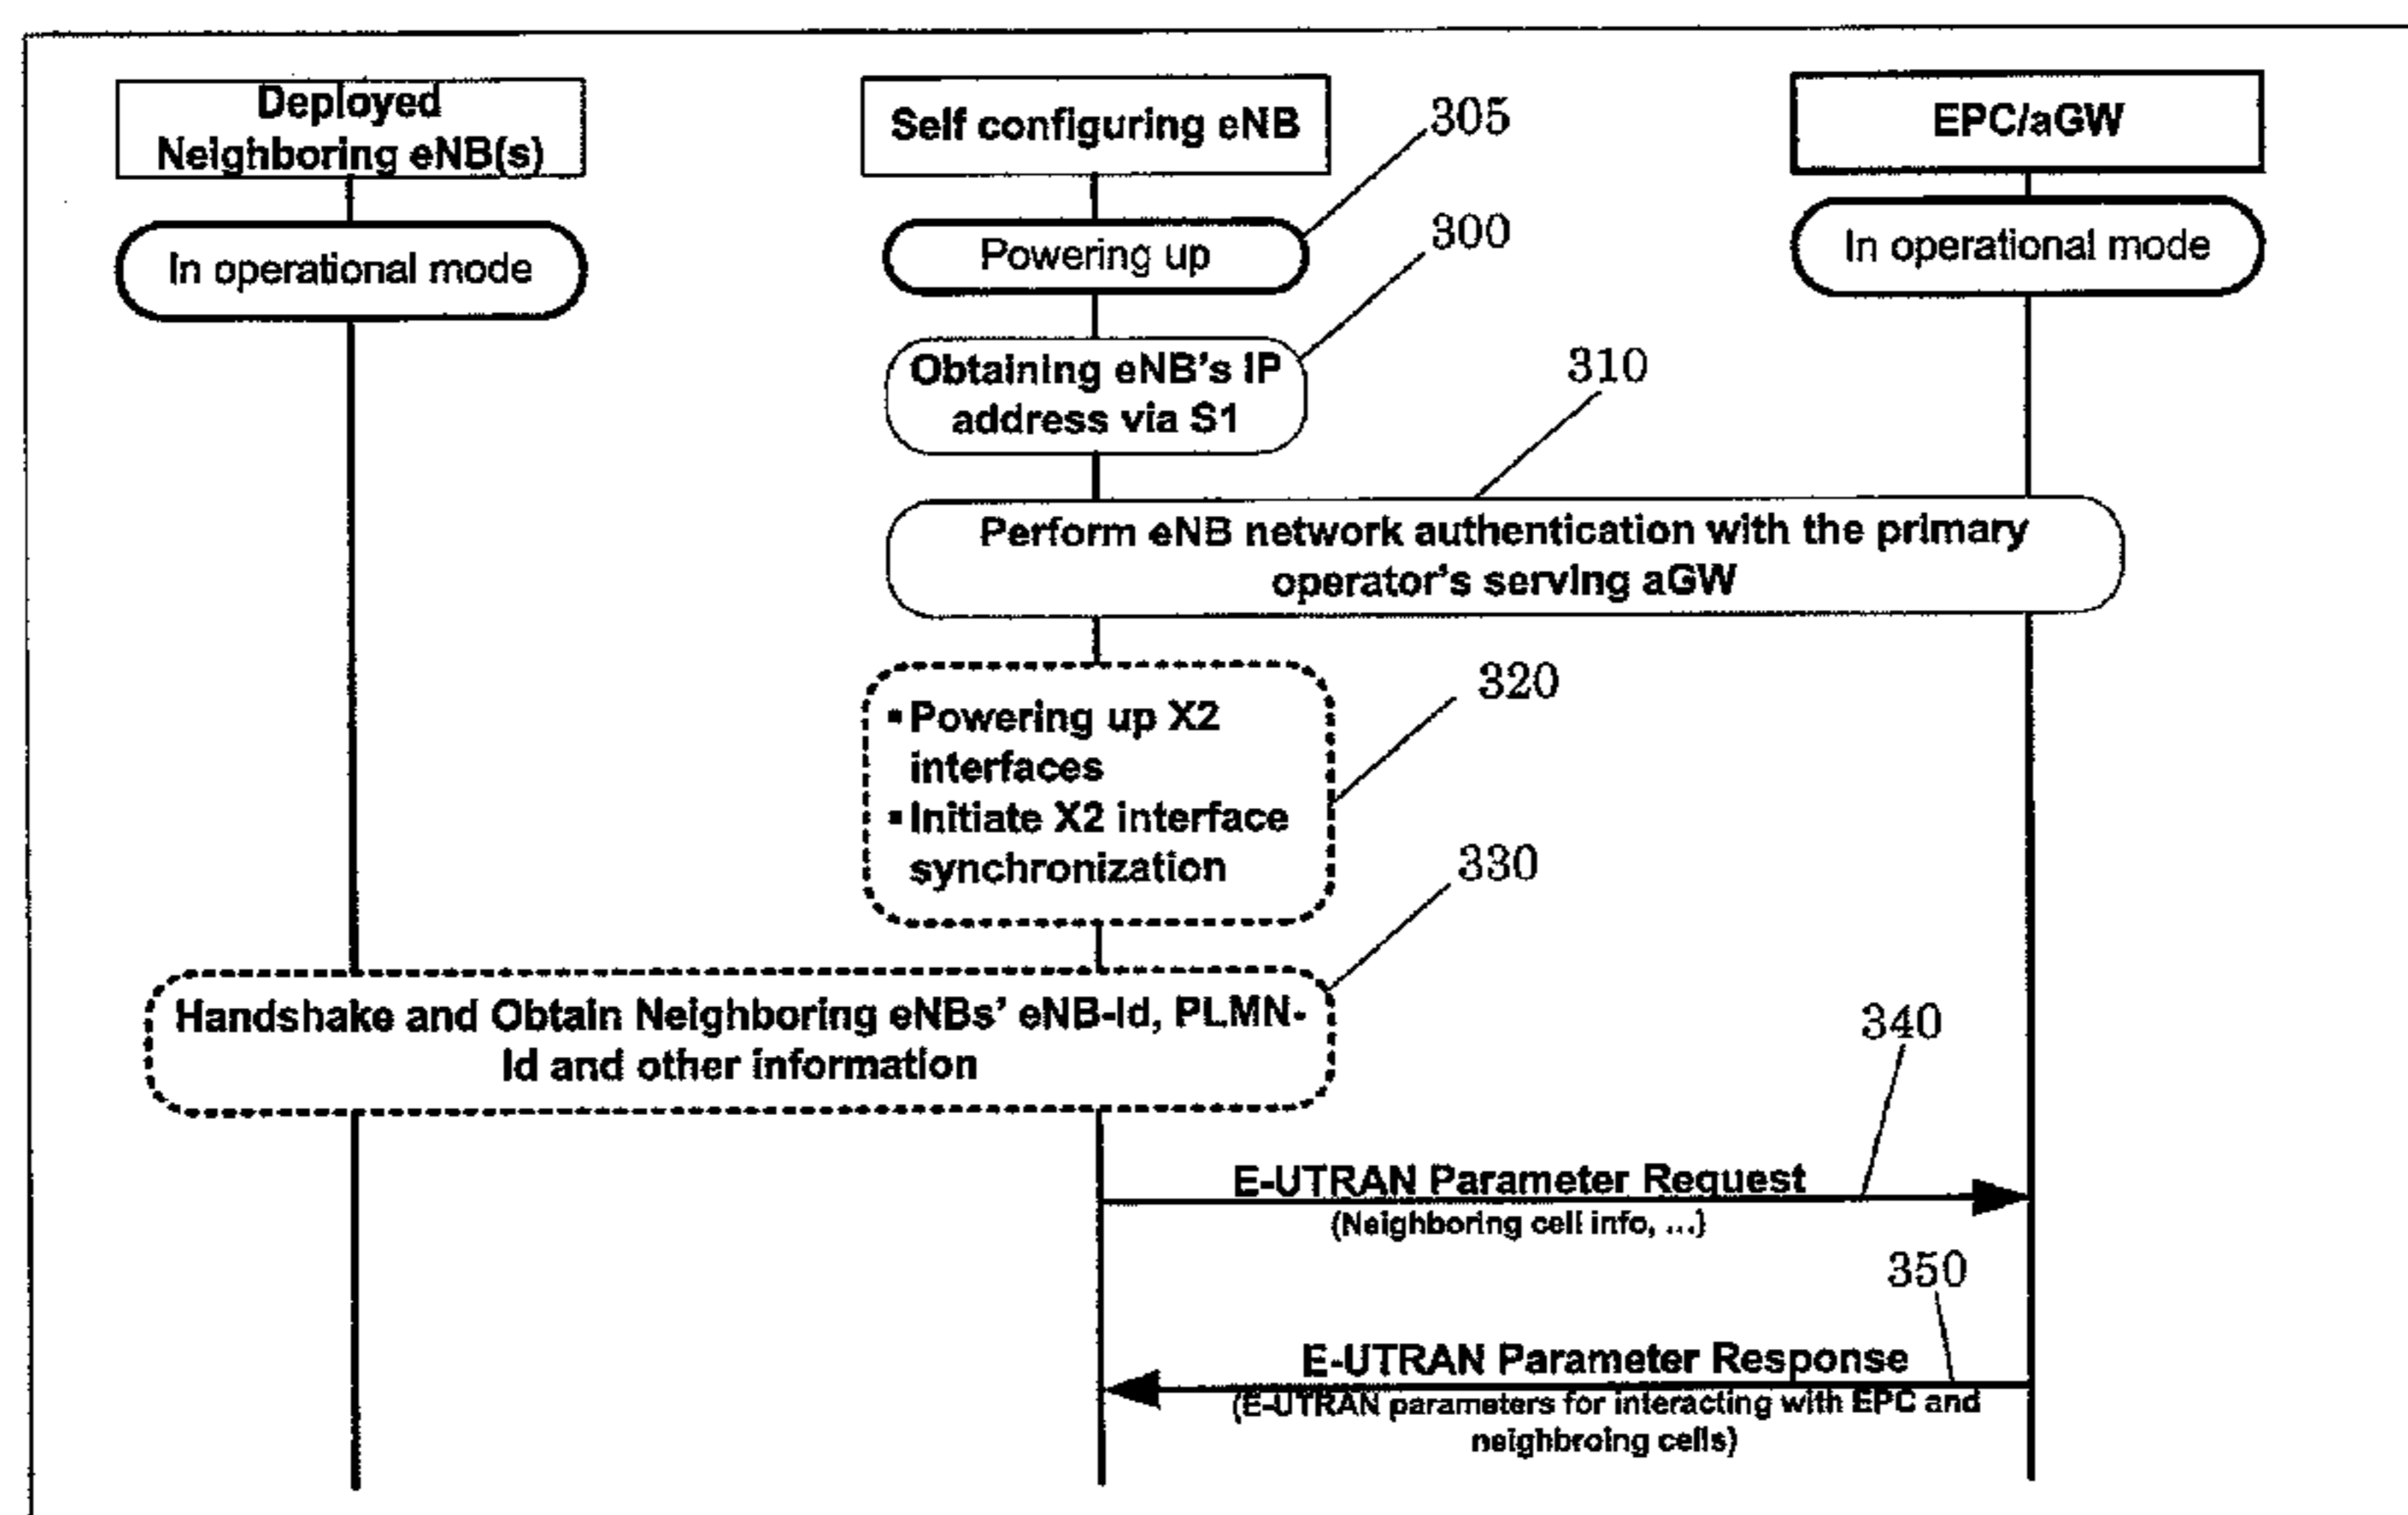 Deployed
Neighboring eNB(s)
Self configuring eNB
EPC/aGW
305
In operational mode
Powering up
In operational mode
300
Obtaining eNB's IP
address via S1
310
Perform eNB network authentication with the primary
operator's serving aGW
320
▪ Powering up X2
interfaces
▪ Initiate X2 interface
synchronization
330
Handshake and Obtain Neighboring eNBs' eNB-Id, PLMN-
Id and other information
340
E-UTRAN Parameter Request
(Neighboring cell info, ...)
350
E-UTRAN Parameter Response
(E-UTRAN parameters for interacting with EPC and
neighbroing cells)